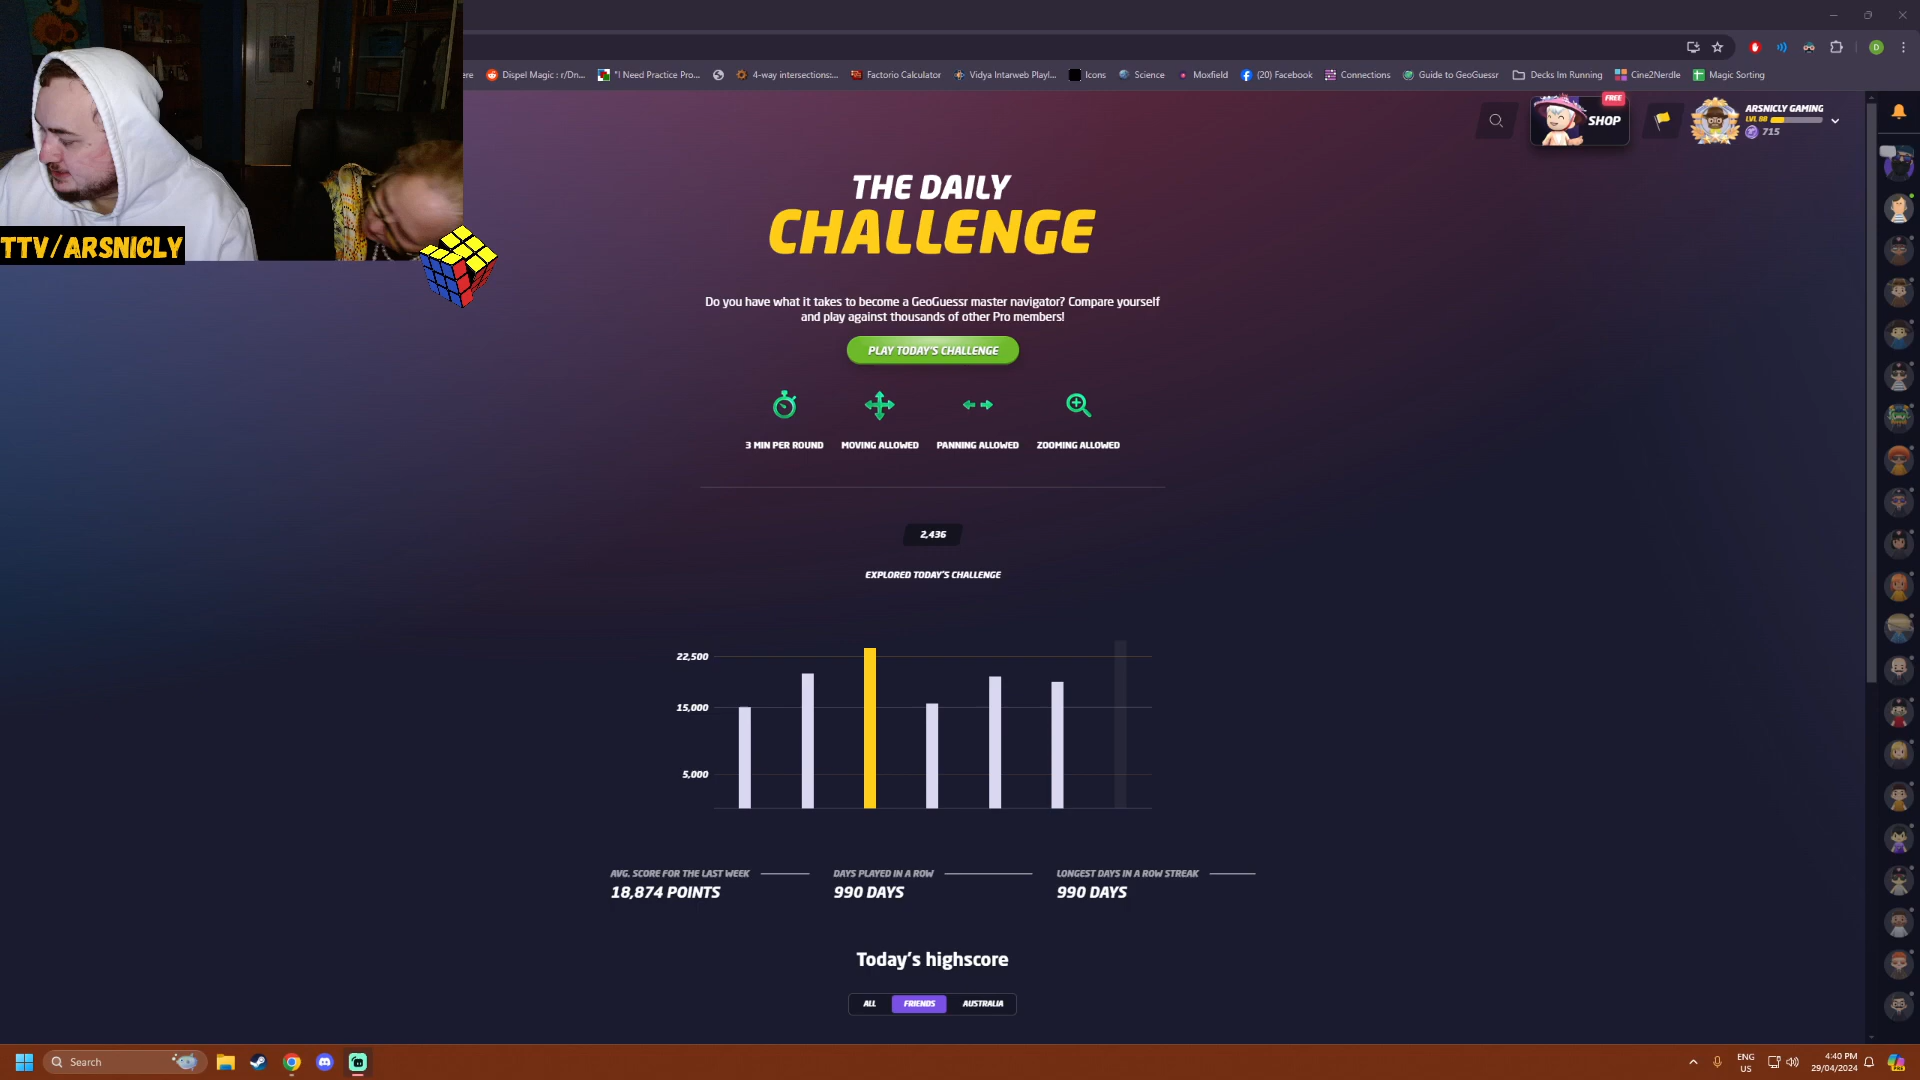 ere
Dispel Magic : r/Dn...
"I Need Practice Pro...
4-way intersections:...
Factorio Calculator
Vidya Intarweb Playl...
Icons
Science
Moxfield
(20) Facebook
Connections
Guide to GeoGuessr
Decks Im Running
Cine2Nerdle
Magic Sorting
D
FREE
SHOP
ARSNICLY GAMING
LVL 88
715
TTV/ARSNICLY
THE DAILY
CHALLENGE
Do you have what it takes to become a GeoGuessr master navigator? Compare yourself
and play against thousands of other Pro members!
PLAY TODAY'S CHALLENGE
3 MIN PER ROUND
MOVING ALLOWED
PANNING ALLOWED
ZOOMING ALLOWED
2,436
EXPLORED TODAY'S CHALLENGE
22,500
15,000
5,000
AVG. SCORE FOR THE LAST WEEK
18,874 POINTS
DAYS PLAYED IN A ROW
990 DAYS
LONGEST DAYS IN A ROW STREAK
990 DAYS
Today's highscore
ALL
FRIENDS
AUSTRALIA
Search
ENG
US
4:40 PM
29/04/2024